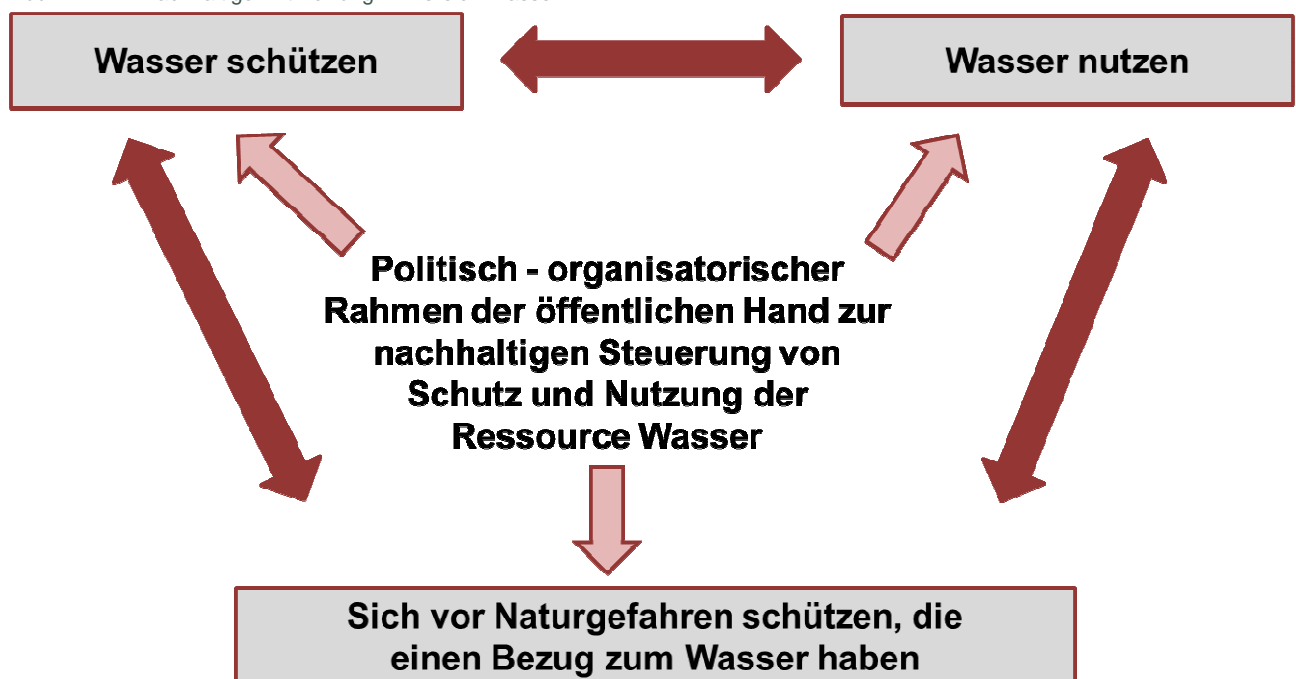 Wasser schützen
Wasser nutzen
Politisch - organisatorischer
Rahmen der öffentlichen Hand zur
nachhaltigen Steuerung von
Schutz und Nutzung der
Ressource Wasser
Sich vor Naturgefahren schützen, die
einen Bezug zum Wasser haben